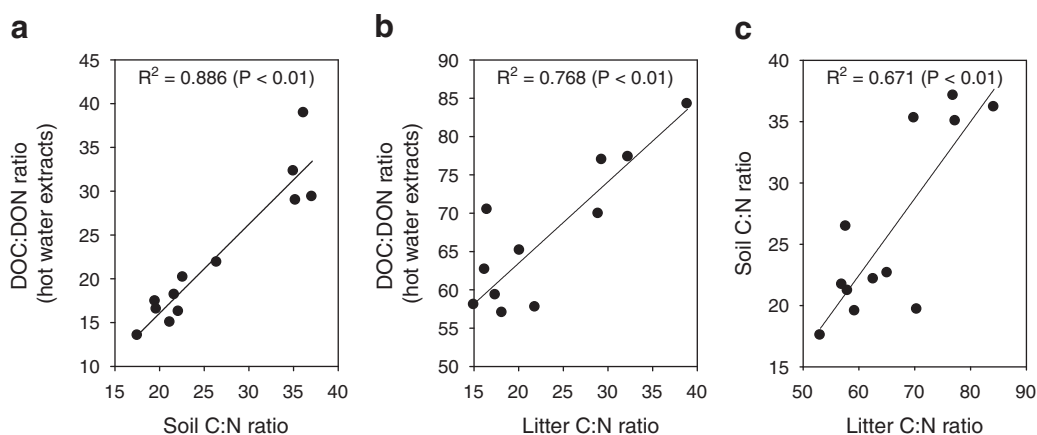 a
b
c
R² = 0.886 (P < 0.01)
45
40
35
30
25
20
15
10
DOC:DON ratio
(hot water extracts)
15 20 25 30 35 40
Soil C:N ratio
R² = 0.768 (P < 0.01)
90
85
80
75
70
65
60
55
50
DOC:DON ratio
(hot water extracts)
15 20 25 30 35 40
Litter C:N ratio
R² = 0.671 (P < 0.01)
40
35
30
25
20
15
Soil C:N ratio
50 60 70 80 90
Litter C:N ratio